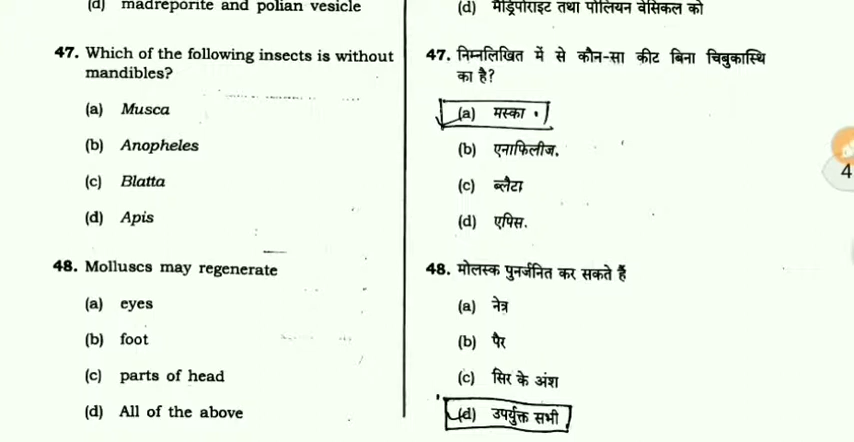 (d) madreporite and polian vesicle
47. Which of the following insects is without
mandibles?
(a) Musca
(b) Anopheles
(c) Blatta
(d) Apis
48. Molluscs may regenerate
(a) eyes
(b) foot
(c) parts of head
(d) All of the above
(d) मैड्रिपोराइट तथा पोलियन वेसिकल को
47. निम्नलिखित में से कौन-सा कीट बिना चिबुकास्थि
का है?
(a) मस्का
(b) एनाफिलीज.
(c) ब्लैटा
(d) एपिस.
48. मोलस्क पुनर्जनित कर सकते हैं
(a) नेत्र
(b) पैर
(c) सिर के अंश
(d) उपर्युक्त सभी
4